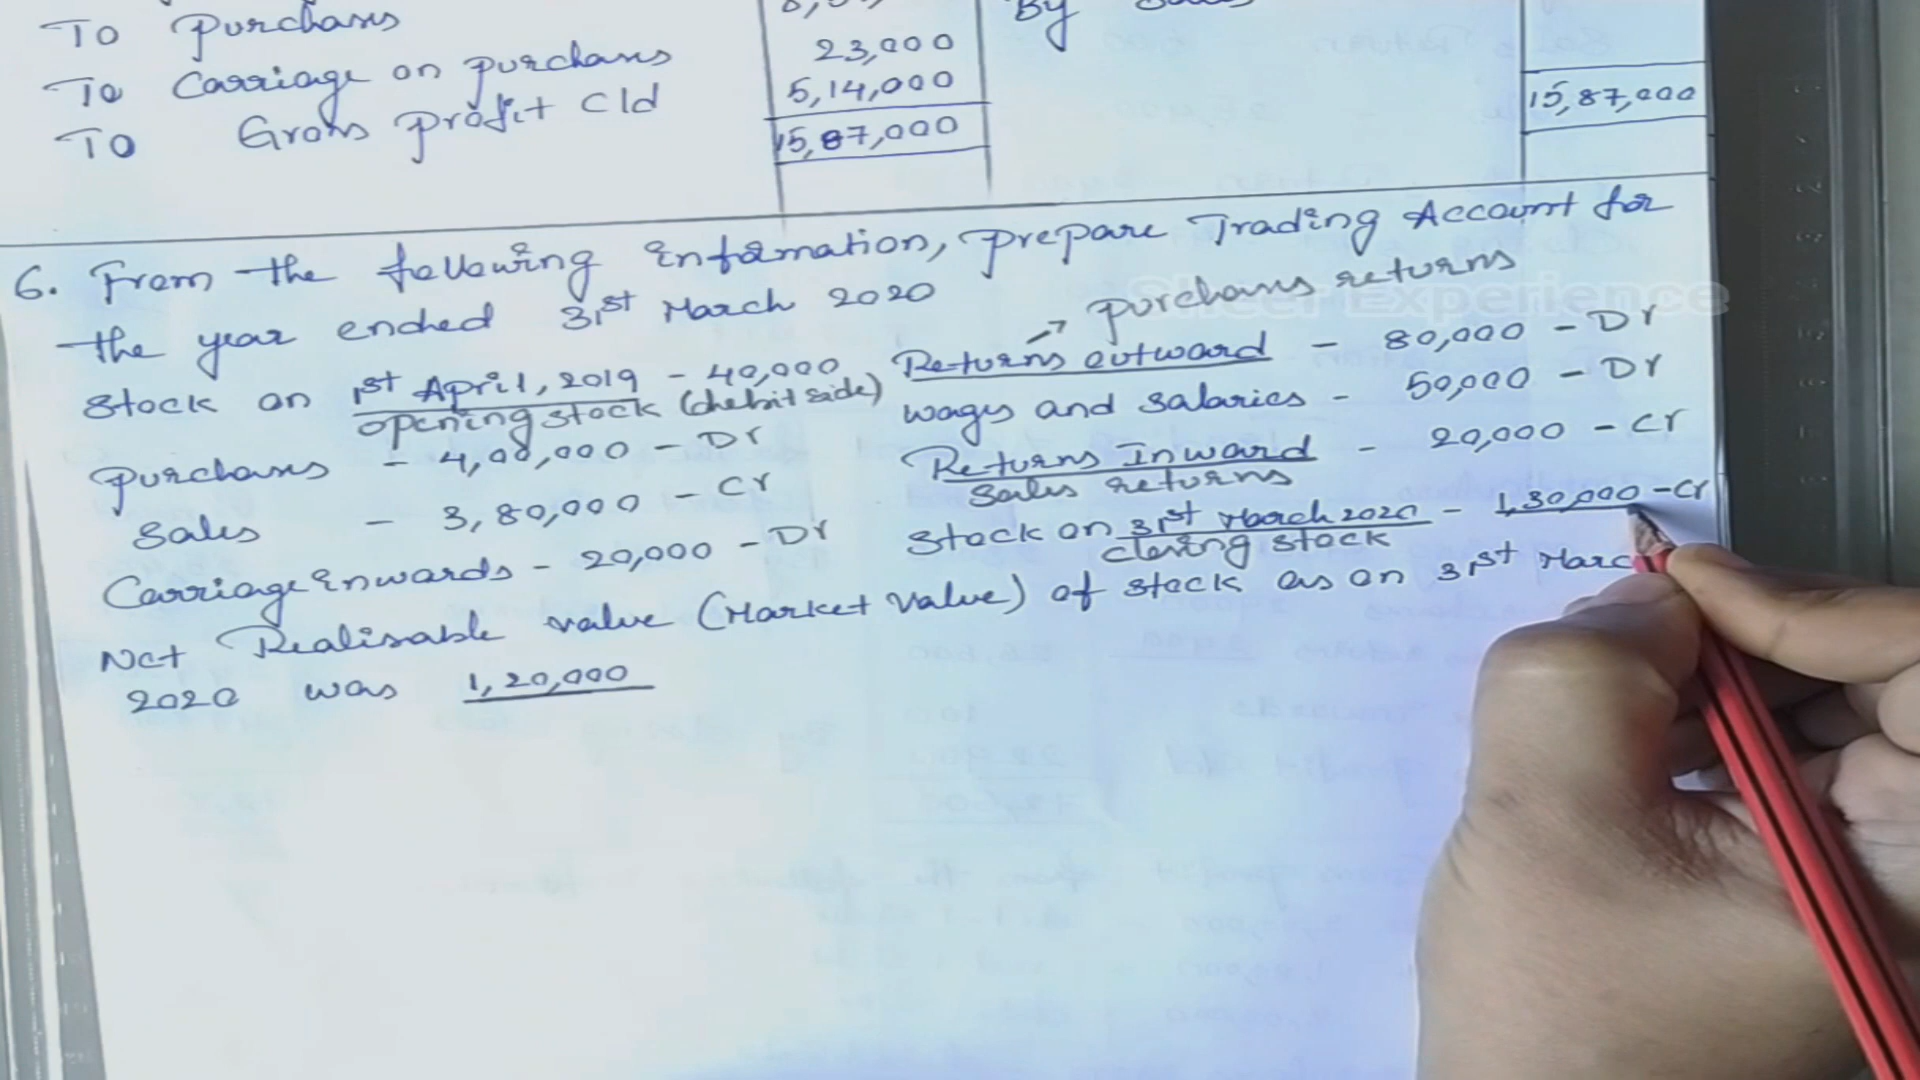 To purchases
23,000
To Carriage on purchases
5,14,000
To Gross profit c/d
15,87,000
By
15,87,000
6. From the following information, prepare Trading Account for
the year ended 31st March 2020
Sheer Experience
purchases returns
Stock on 1st April, 2019 - 40,000
opening stock (debit side)
Returns outward - 80,000 - Dr
purchases - 4,00,000 - Dr
wages and salaries - 50,000 - Dr
Sales - 3,80,000 - Cr
Returns Inward - 20,000 - Cr
Sales returns
Carriage inwards - 20,000 - Dr
Stock on 31st March 2020 - 1,30,000 - Cr
closing stock
Net Realisable value (Market value) of stock as on 31st Marc
2020 was 1,20,000